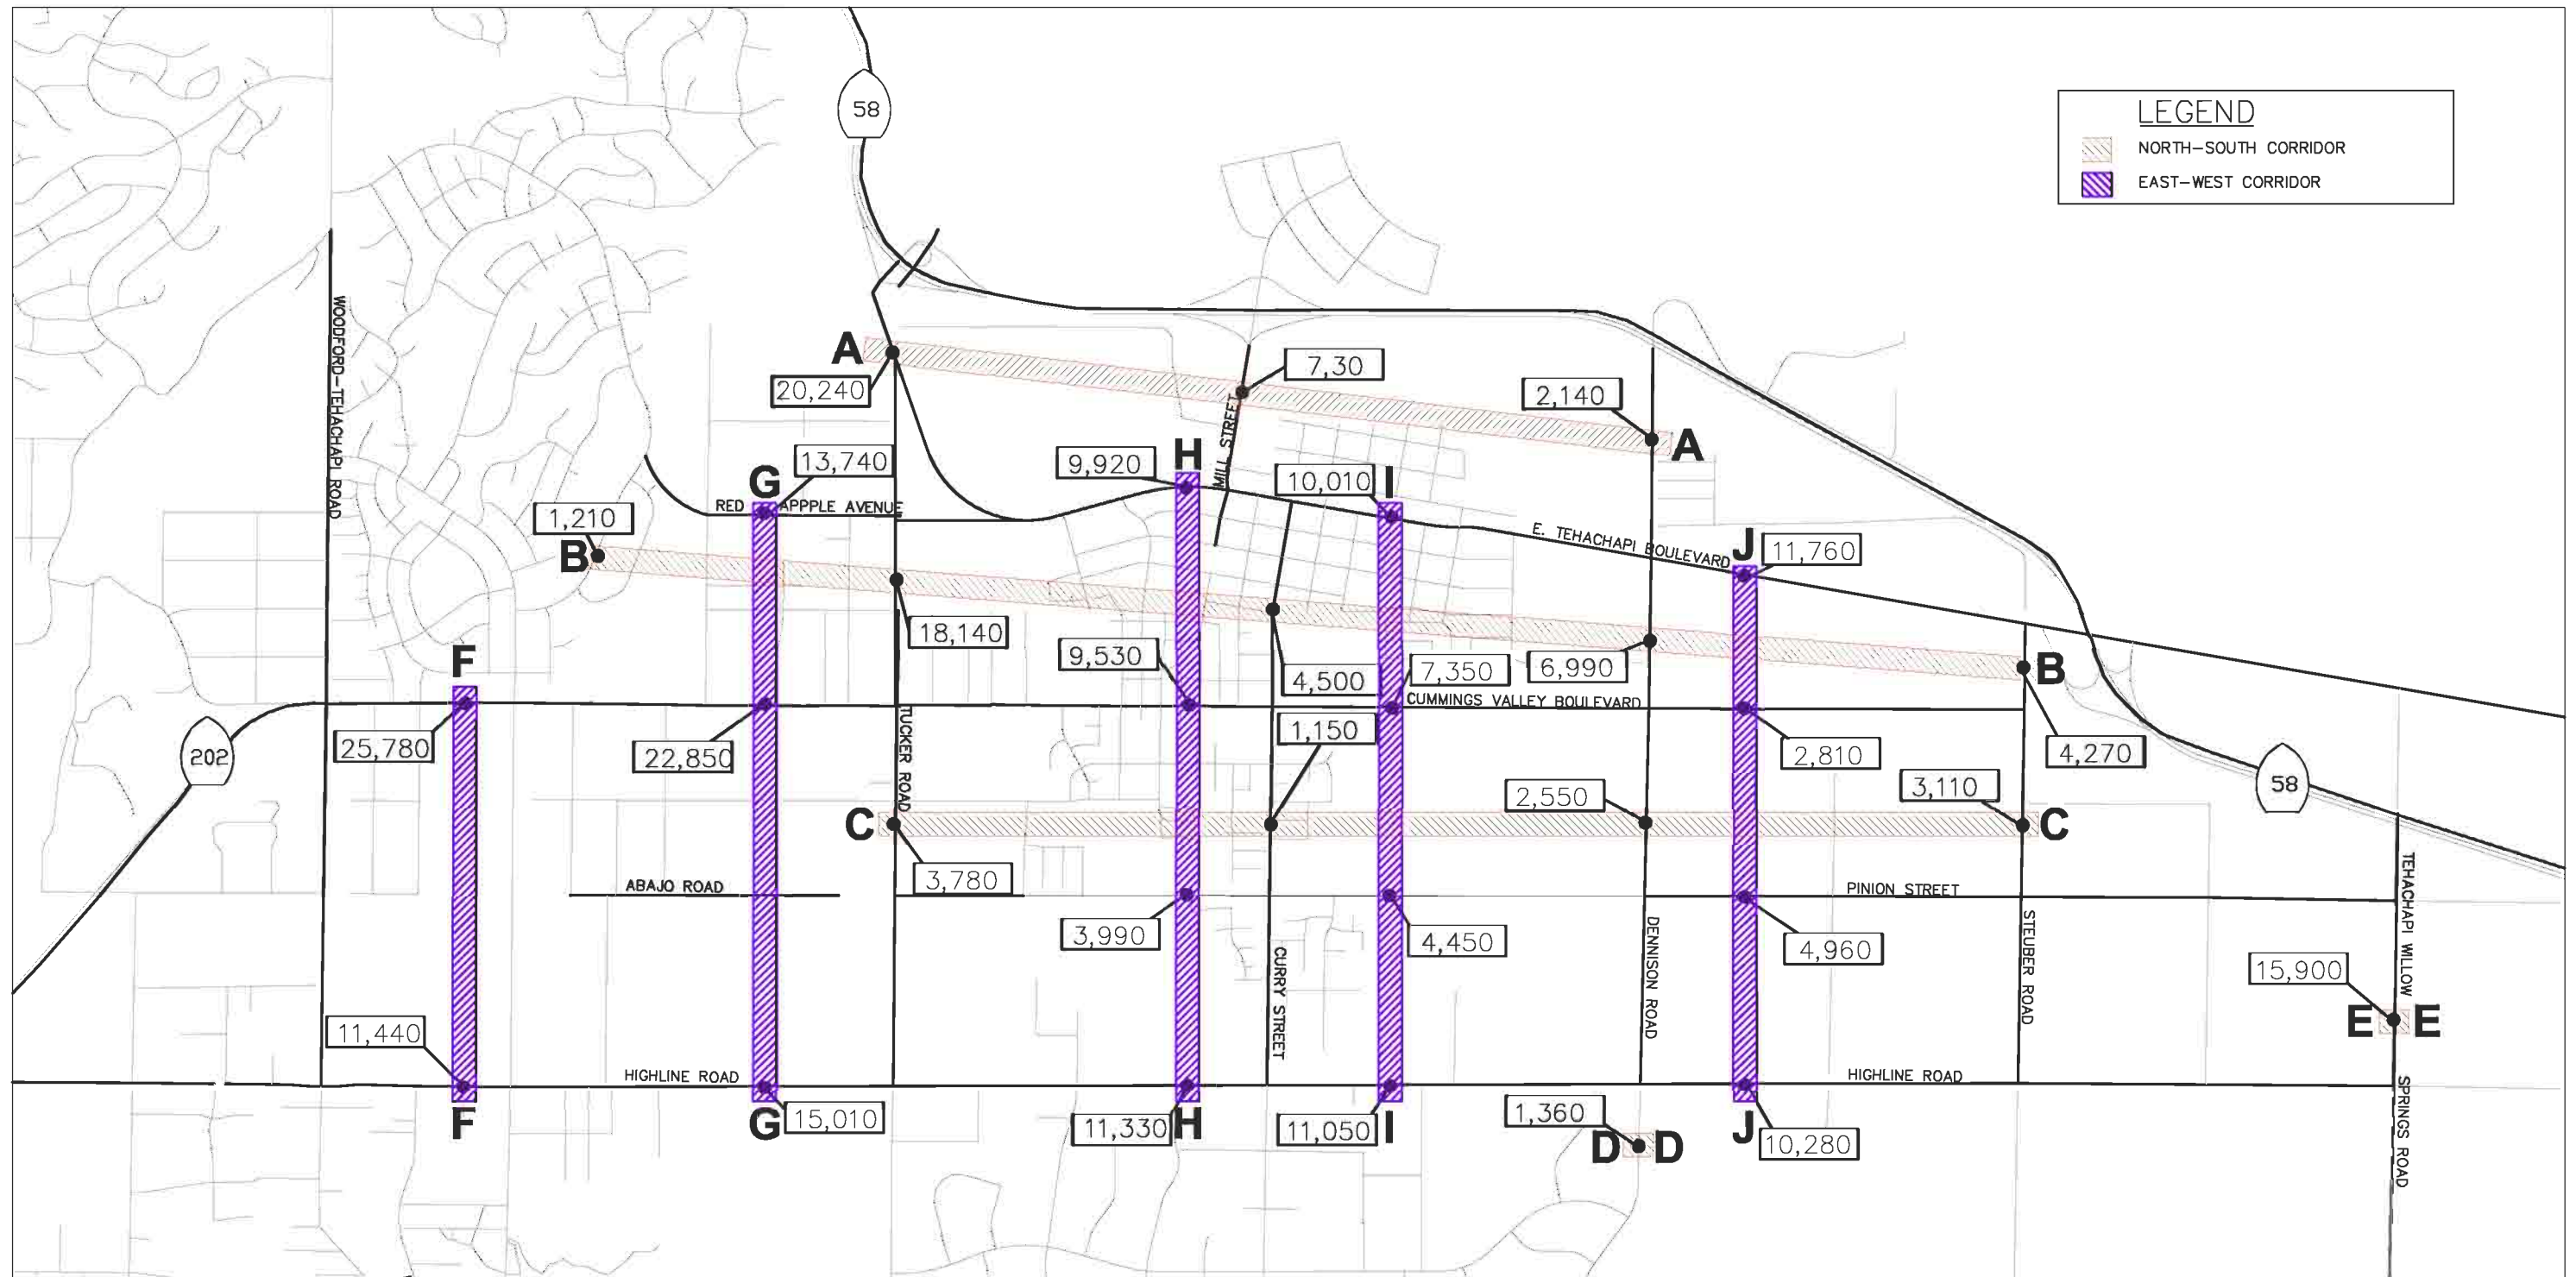 58
LEGEND
NORTH-SOUTH CORRIDOR
EAST-WEST CORRIDOR
WOODFORD-TEHACHAPI ROAD
A
20,240
7,30
2,140
A
MILL STREET
13,740
9,920
H
10,010
I
G
RED APPPLE AVENUE
1,210
B
E. TEHACHAPI BOULEVARD
J
11,760
18,140
9,530
4,500
7,350
6,990
B
F
CUMMINGS VALLEY BOULEVARD
202
25,780
22,850
TUCKER ROAD
1,150
2,810
4,270
58
C
3,780
2,550
3,110
C
ABAJO ROAD
PINION STREET
TEHACHAPI WILLOW SPRINGS ROAD
3,990
4,450
4,960
CURRY STREET
DENNISON ROAD
STEUBER ROAD
15,900
E
E
11,440
HIGHLINE ROAD
HIGHLINE ROAD
F
G
15,010
11,330
H
11,050
I
1,360
D
D
J
10,280